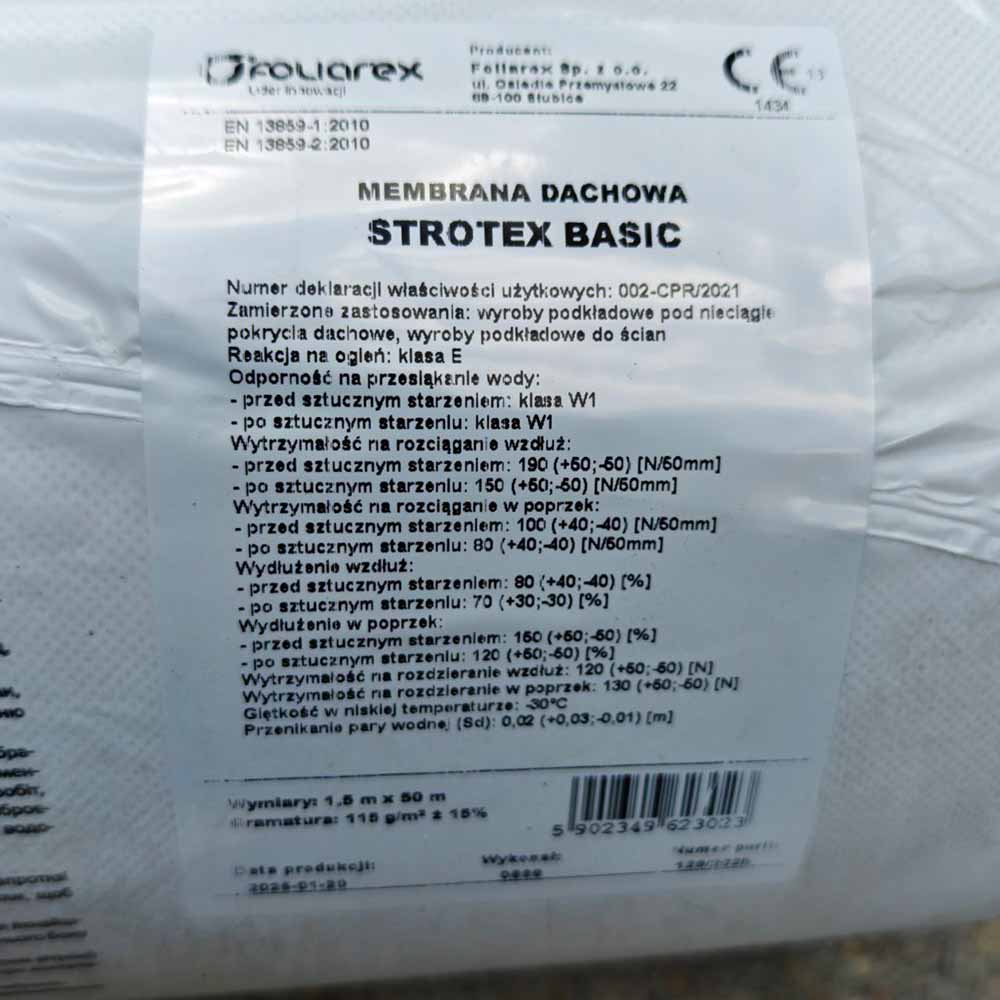 FOLIAREX
Lider Innowacji
Producent:
Foliarex Sp. z o.o.
ul. Osiedle Przemysłowe 22
69-100 Słubice
CE 13
1434
EN 13859-1:2010
EN 13859-2:2010
MEMBRANA DACHOWA
STROTEX BASIC
Numer deklaracji właściwości użytkowych: 002-CPR/2021
Zamierzone zastosowania: wyroby podkładowe pod nieciągłe
pokrycia dachowe, wyroby podkładowe do ścian
Reakcja na ogień: klasa E
Odporność na przesiąkanie wody:
- przed sztucznym starzeniem: klasa W1
- po sztucznym starzeniu: klasa W1
Wytrzymałość na rozciąganie wzdłuż:
- przed sztucznym starzeniem: 190 (+50;-50) [N/50mm]
- po sztucznym starzeniu: 150 (+50;-50) [N/50mm]
Wytrzymałość na rozciąganie w poprzek:
- przed sztucznym starzeniem: 100 (+40;-40) [N/50mm]
- po sztucznym starzeniu: 80 (+40;-40) [N/50mm]
Wydłużenie wzdłuż:
- przed sztucznym starzeniem: 80 (+40;-40) [%]
- po sztucznym starzeniu: 70 (+30;-30) [%]
Wydłużenie w poprzek:
- przed sztucznym starzeniem: 150 (+50;-50) [%]
- po sztucznym starzeniu: 120 (+50;-50) [%]
Wytrzymałość na rozdzieranie wzdłuż: 120 (+50;-50) [N]
Wytrzymałość na rozdzieranie w poprzek: 130 (+50;-50) [N]
Giętkość w niskiej temperaturze: -30°C
Przenikanie pary wodnej (Sd): 0,02 (+0,03;-0,01) [m]
Wymiary: 1,5 m x 50 m
Gramatura: 115 g/m² ± 15%
5 902349 623023
Data produkcji:
Wykonał:
Numer partii: